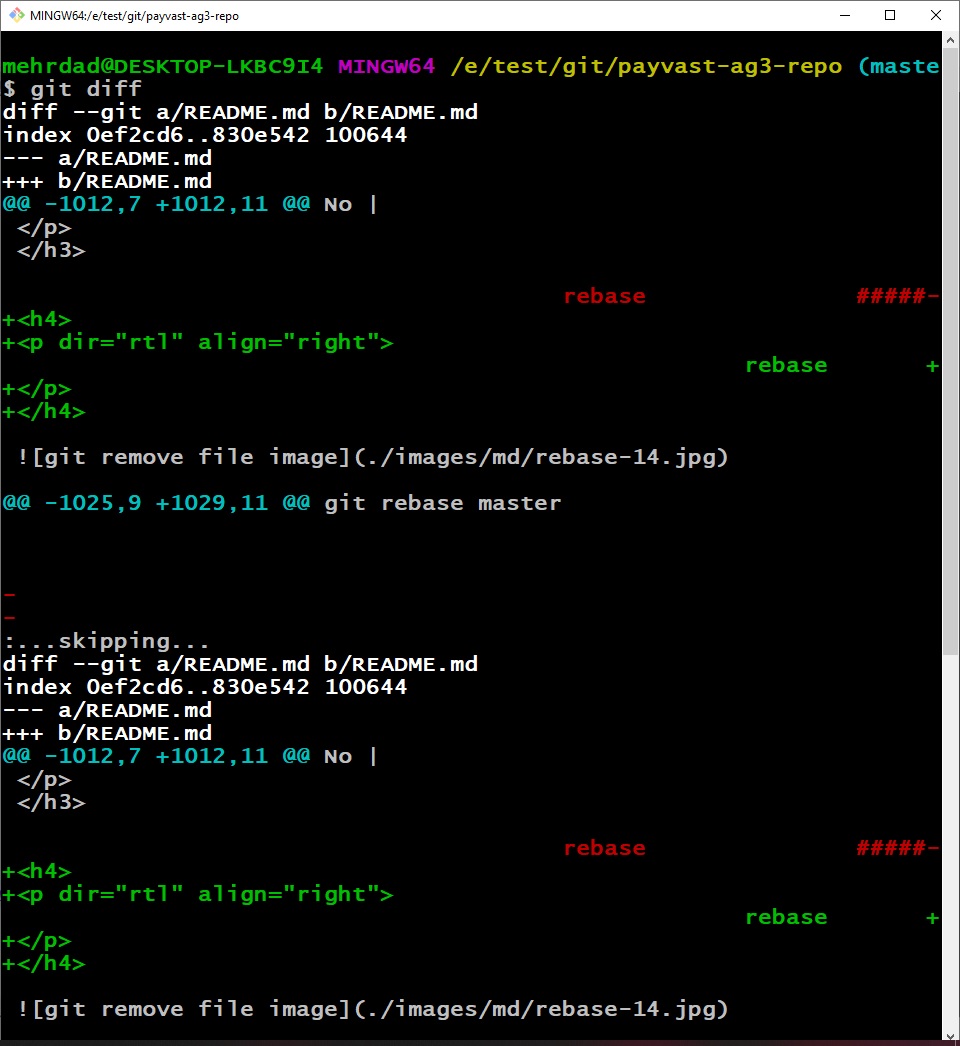 MINGW64:/e/test/git/payvast-ag3-repo
mehrdad@DESKTOP-LKBC9I4 MINGW64 /e/test/git/payvast-ag3-repo (maste
$ git diff
diff --git a/README.md b/README.md
index 0ef2cd6..830e542 100644
--- a/README.md
+++ b/README.md
@@ -1012,7 +1012,11 @@ No |
 </p>
 </h3>
rebase #####-
+<h4>
+<p dir="rtl" align="right">
rebase +
+</p>
+</h4>
 ![git remove file image](./images/md/rebase-14.jpg)
@@ -1025,9 +1029,11 @@ git rebase master
-
-
:...skipping...
diff --git a/README.md b/README.md
index 0ef2cd6..830e542 100644
--- a/README.md
+++ b/README.md
@@ -1012,7 +1012,11 @@ No |
 </p>
 </h3>
rebase #####-
+<h4>
+<p dir="rtl" align="right">
rebase +
+</p>
+</h4>
 ![git remove file image](./images/md/rebase-14.jpg)